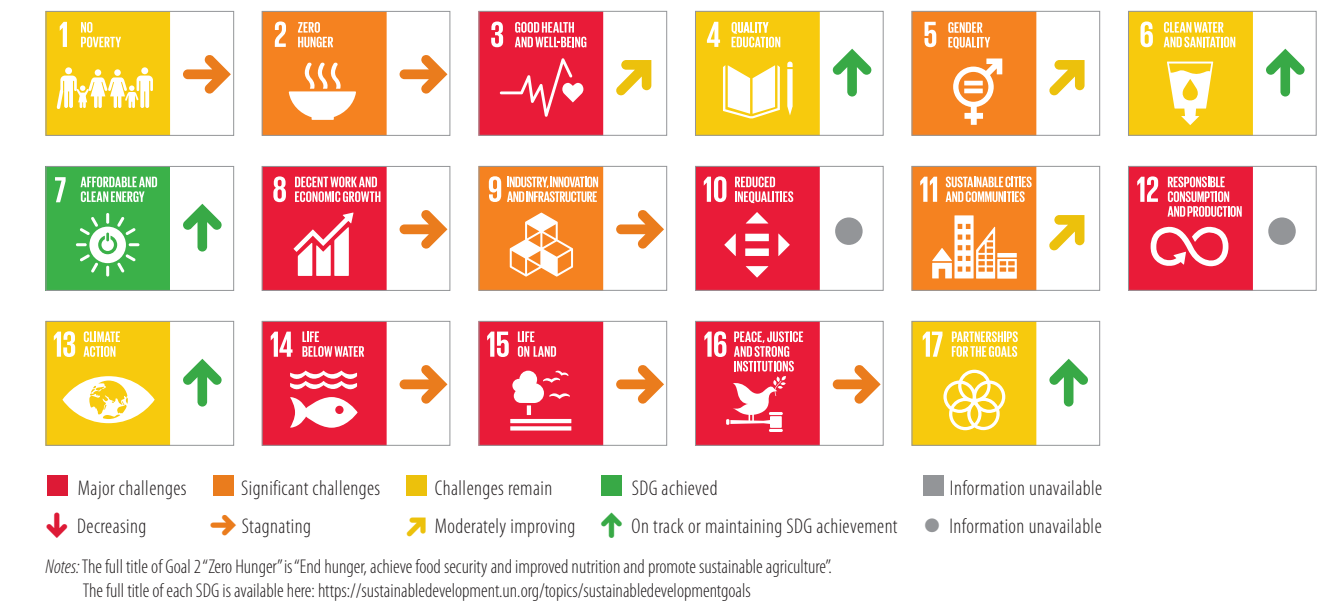 1 NO
POVERTY
2 ZERO
HUNGER
3 GOOD HEALTH
AND WELL-BEING
4 QUALITY
EDUCATION
5 GENDER
EQUALITY
6 CLEAN WATER
AND SANITATION
7 AFFORDABLE AND
CLEAN ENERGY
8 DECENT WORK AND
ECONOMIC GROWTH
9 INDUSTRY, INNOVATION
AND INFRASTRUCTURE
10 REDUCED
INEQUALITIES
11 SUSTAINABLE CITIES
AND COMMUNITIES
12 RESPONSIBLE
CONSUMPTION
AND PRODUCTION
13 CLIMATE
ACTION
14 LIFE
BELOW WATER
15 LIFE
ON LAND
16 PEACE, JUSTICE
AND STRONG
INSTITUTIONS
17 PARTNERSHIPS
FOR THE GOALS
Major challenges Significant challenges Challenges remain SDG achieved Information unavailable
Decreasing Stagnating Moderately improving On track or maintaining SDG achievement Information unavailable
Notes: The full title of Goal 2 “Zero Hunger” is “End hunger, achieve food security and improved nutrition and promote sustainable agriculture”.
The full title of each SDG is available here: https://sustainabledevelopment.un.org/topics/sustainabledevelopmentgoals